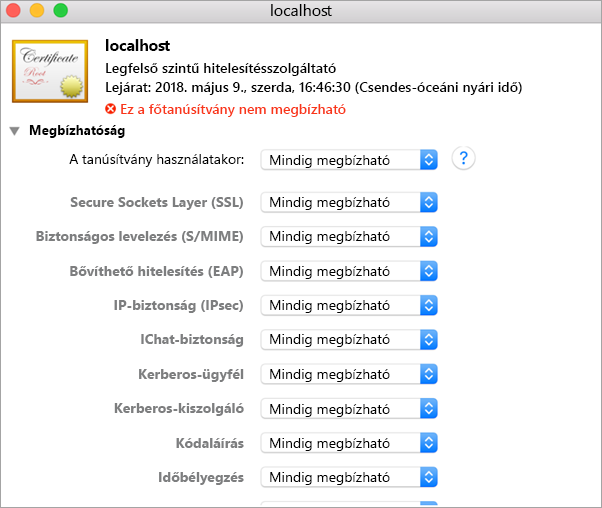 localhost
Certificate
Root
localhost
Legfelső szintű hitelesítésszolgáltató
Lejárat: 2018. május 9., szerda, 16:46:30 (Csendes-óceáni nyári idő)
Ez a főtanúsítvány nem megbízható
Megbízhatóság
A tanúsítvány használatakor: Mindig megbízható ?
Secure Sockets Layer (SSL) Mindig megbízható
Biztonságos levelezés (S/MIME) Mindig megbízható
Bővíthető hitelesítés (EAP) Mindig megbízható
IP-biztonság (IPsec) Mindig megbízható
IChat-biztonság Mindig megbízható
Kerberos-ügyfél Mindig megbízható
Kerberos-kiszolgáló Mindig megbízható
Kódaláírás Mindig megbízható
Időbélyegzés Mindig megbízható